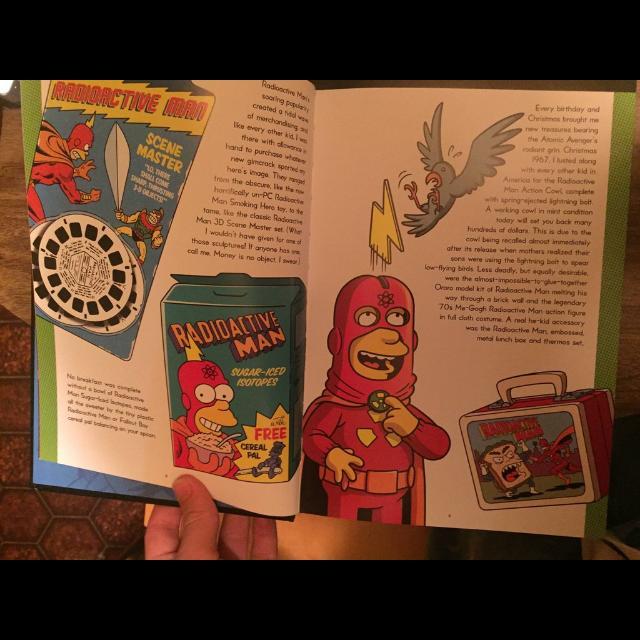 RADIOACTIVE MAN
SCENE
MASTER
Radioactive Man's
soaring popularity
created a tidal wave
of merchandising, and
like every other kid, I was
there with allowance in
hand to purchase whatever
new gimcrack sported my
hero's image. They ranged
from the obscure, like the now
horrifically un-PC Radioactive
Man Smoking Hero toy, to the
tame, like the classic Radioactive
Man 3D Scene Master set. (What
I wouldn't have given for one of
those sculptures! If anyone has one,
call me. Money is no object, I swear.)
RADIOACTIVE
MAN
SUGAR-ICED
ISOTOPES
FREE
CEREAL
PAL
No breakfast was complete
without a bowl of Radioactive
Man Sugar-Iced Isotopes, made
all the sweeter by the tiny plastic
Radioactive Man or Fallout Boy
cereal pal balancing on your spoon.
Every birthday and
Christmas brought me
new treasures bearing
the Atomic Avenger's
radiant grin. Christmas
1967, I lusted along
with every other kid in
America for the Radioactive
Man Action Cowl, complete
with spring-ejected lightning bolt.
A working cowl in mint condition
today will set you back many
hundreds of dollars. This is due to the
cowl being recalled almost immediately
after its release when mothers realized their
sons were using the lightning bolt to spear
low-flying birds. Less deadly, but equally desirable,
were the almost-impossible-to-glue-together
model kit of Radioactive Man melting his
way through a brick wall and the legendary
'70s Me-Gogh Radioactive Man action figure
in full cloth costume. A real he-kid accessory
was the Radioactive Man, embossed,
metal lunch box and thermos set.
RADIOACTIVE
MAN